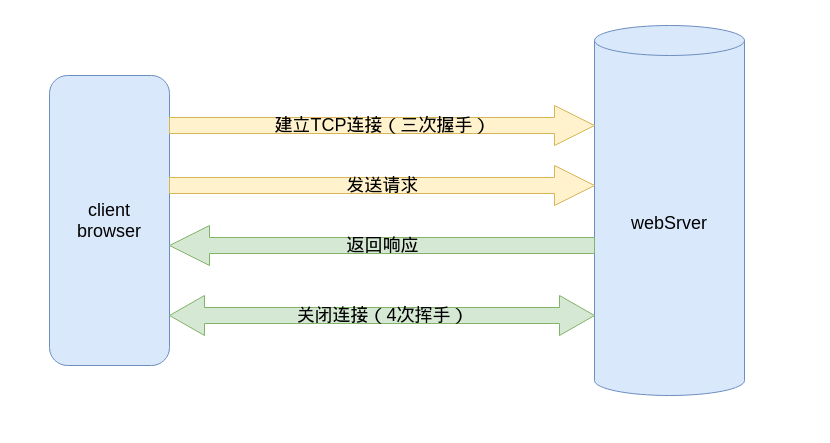 建立TCP连接（三次握手）
发送请求
client
browser
webSrver
返回响应
关闭连接（4次挥手）